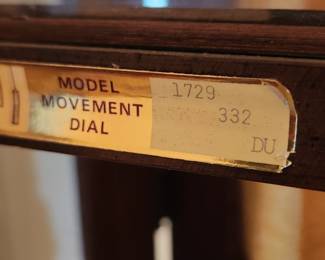 MODEL 1729
MOVEMENT 332
DIAL DU